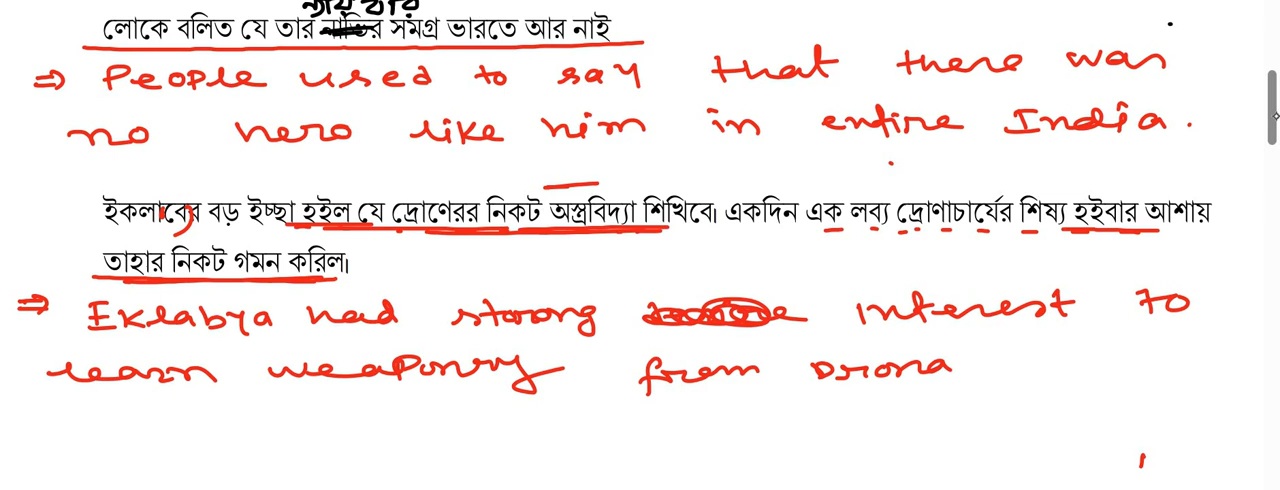 ন্যায় বীর
লোকে বলিত যে তার সমগ্র ভারতে আর নাই
⇒ People used to say that there was
no hero like him in entire India.
ইকলাবের বড় ইচ্ছা হইল যে দ্রোণেরর নিকট অস্ত্রবিদ্যা শিখিবে। একদিন এক লব্য দ্রোণাচার্যের শিষ্য হইবার আশায়
তাহার নিকট গমন করিল।
⇒ Eklabya had strong interest to
learn weaponry from Drona